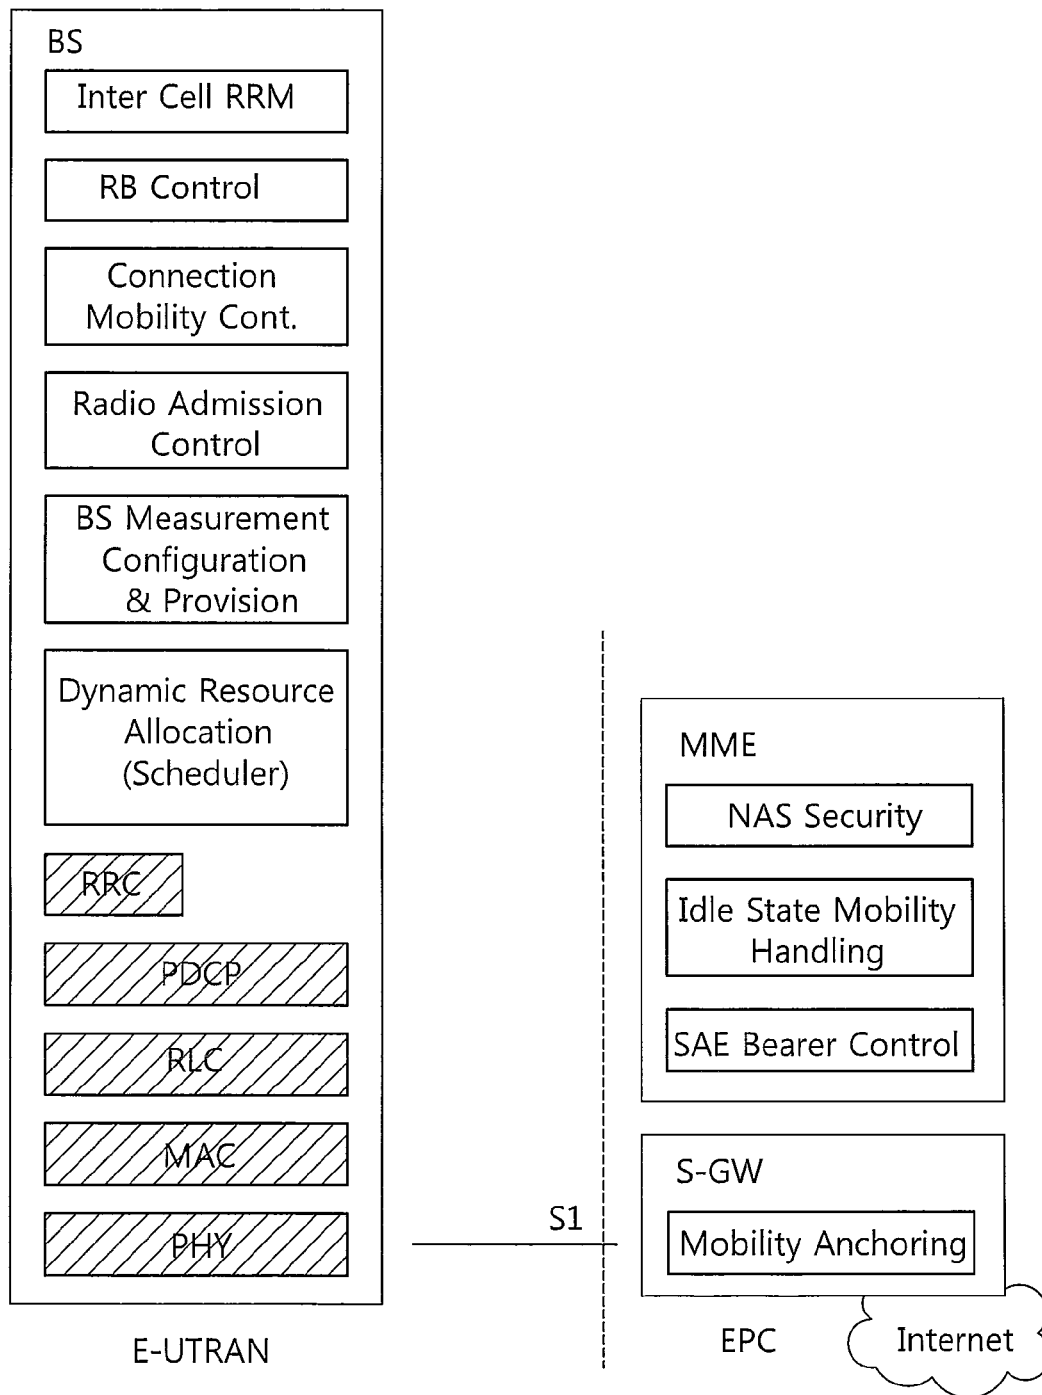 BS
Inter Cell RRM
RB Control
Connection
Mobility Cont.
Radio Admission
Control
BS Measurement
Configuration
& Provision
Dynamic Resource
Allocation
(Scheduler)
RRC
PDCP
RLC
MAC
PHY
E-UTRAN
S1
MME
NAS Security
Idle State Mobility
Handling
SAE Bearer Control
S-GW
Mobility Anchoring
EPC
Internet